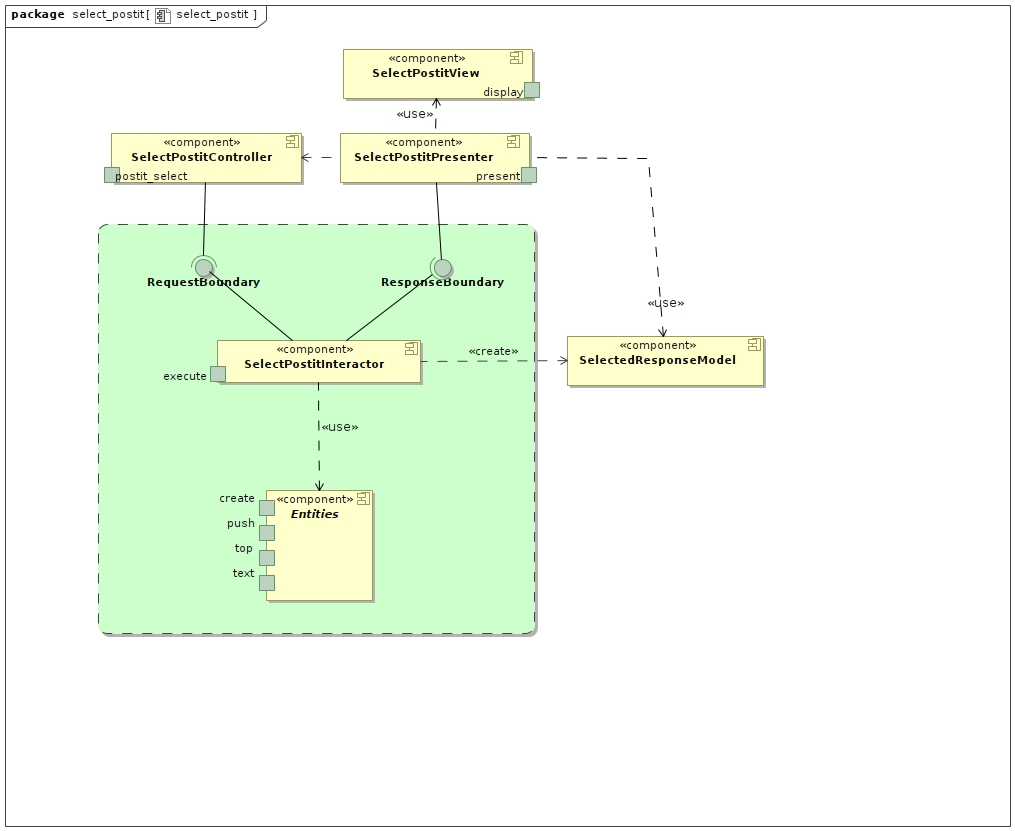 package select_postit[ select_postit ]
«component»
SelectPostitView
display
«use»
«component»
SelectPostitController
postit_select
«component»
SelectPostitPresenter
present
RequestBoundary
ResponseBoundary
«use»
«component»
SelectPostitInteractor
execute
«create»
«component»
SelectedResponseModel
«use»
«component»
Entities
create
push
top
text